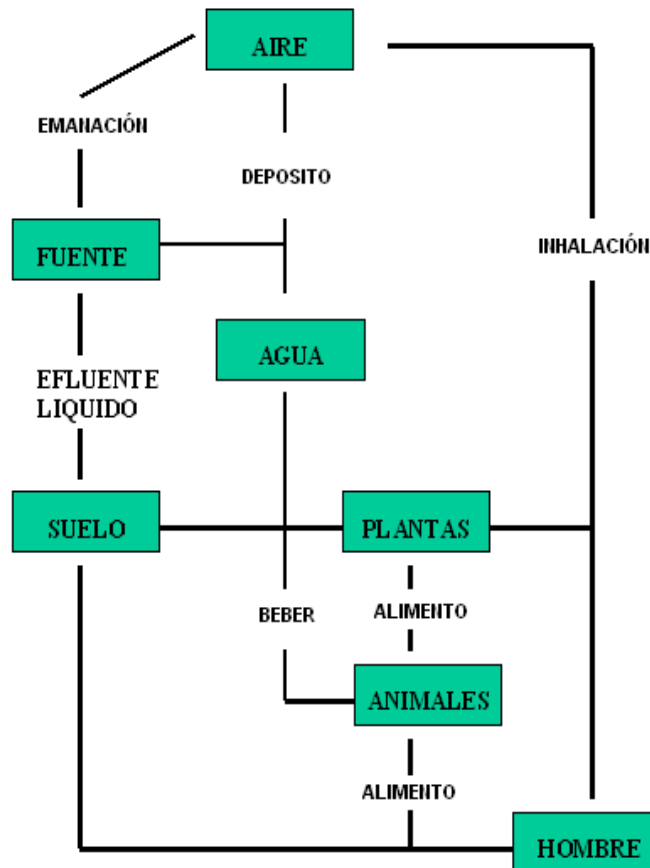 AIRE
EMANACIÓN
DEPOSITO
FUENTE
INHALACIÓN
AGUA
EFLUENTE
LIQUIDO
SUELO
PLANTAS
BEBER
ALIMENTO
ANIMALES
ALIMENTO
HOMBRE